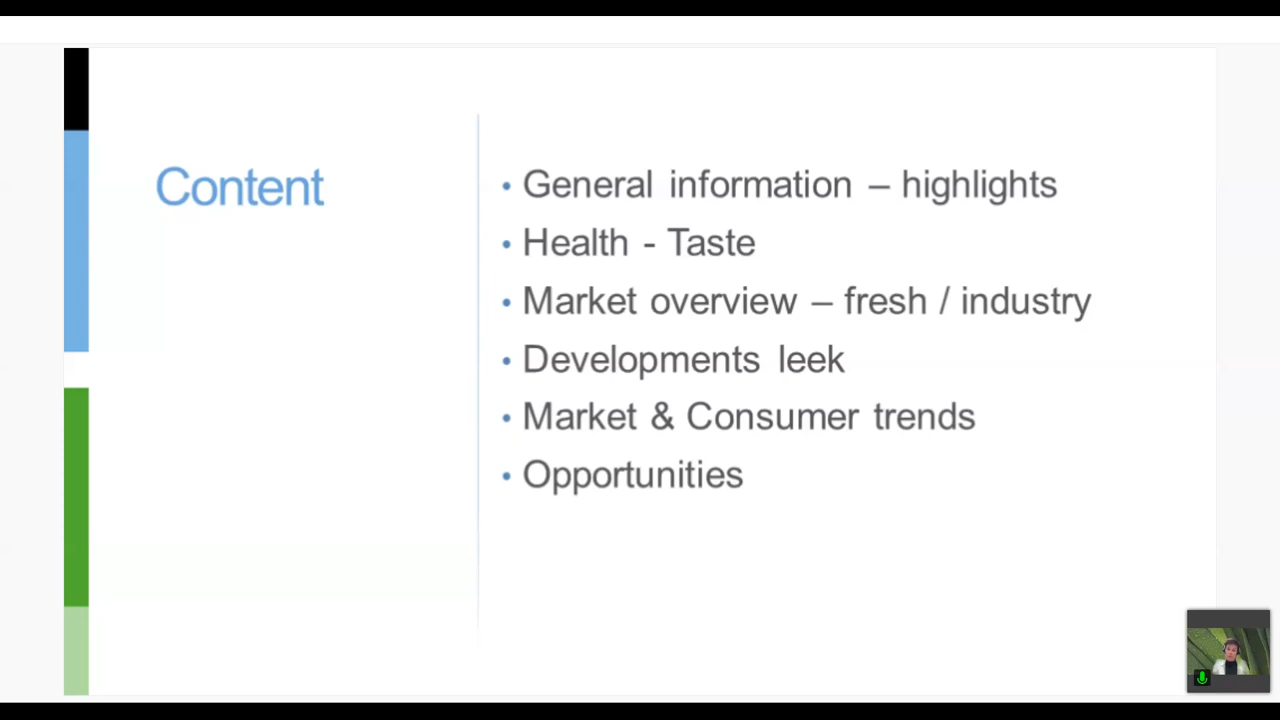 Content
• General information – highlights
• Health - Taste
• Market overview – fresh / industry
• Developments leek
• Market & Consumer trends
• Opportunities